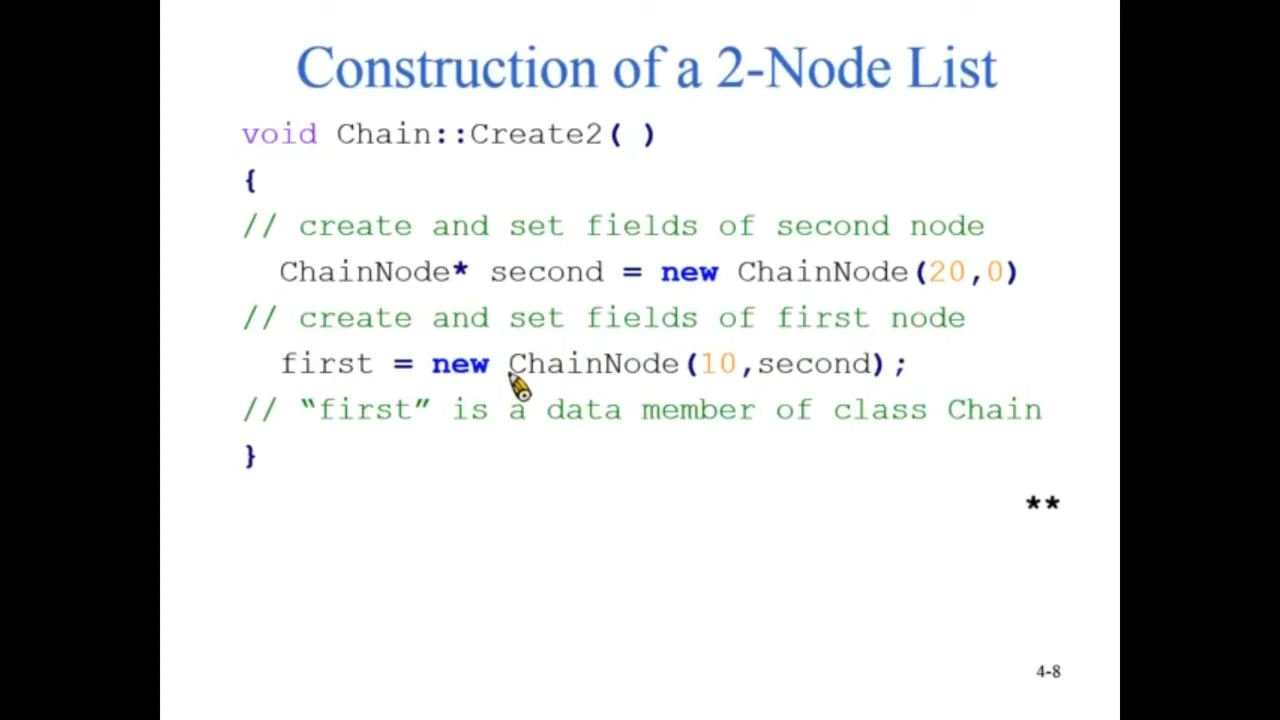 Construction of a 2-Node List
void Chain::Create2( )
{
// create and set fields of second node
ChainNode* second = new ChainNode(20,0)
// create and set fields of first node
first = new ChainNode(10,second);
// “first” is a data member of class Chain
}
**
4-8